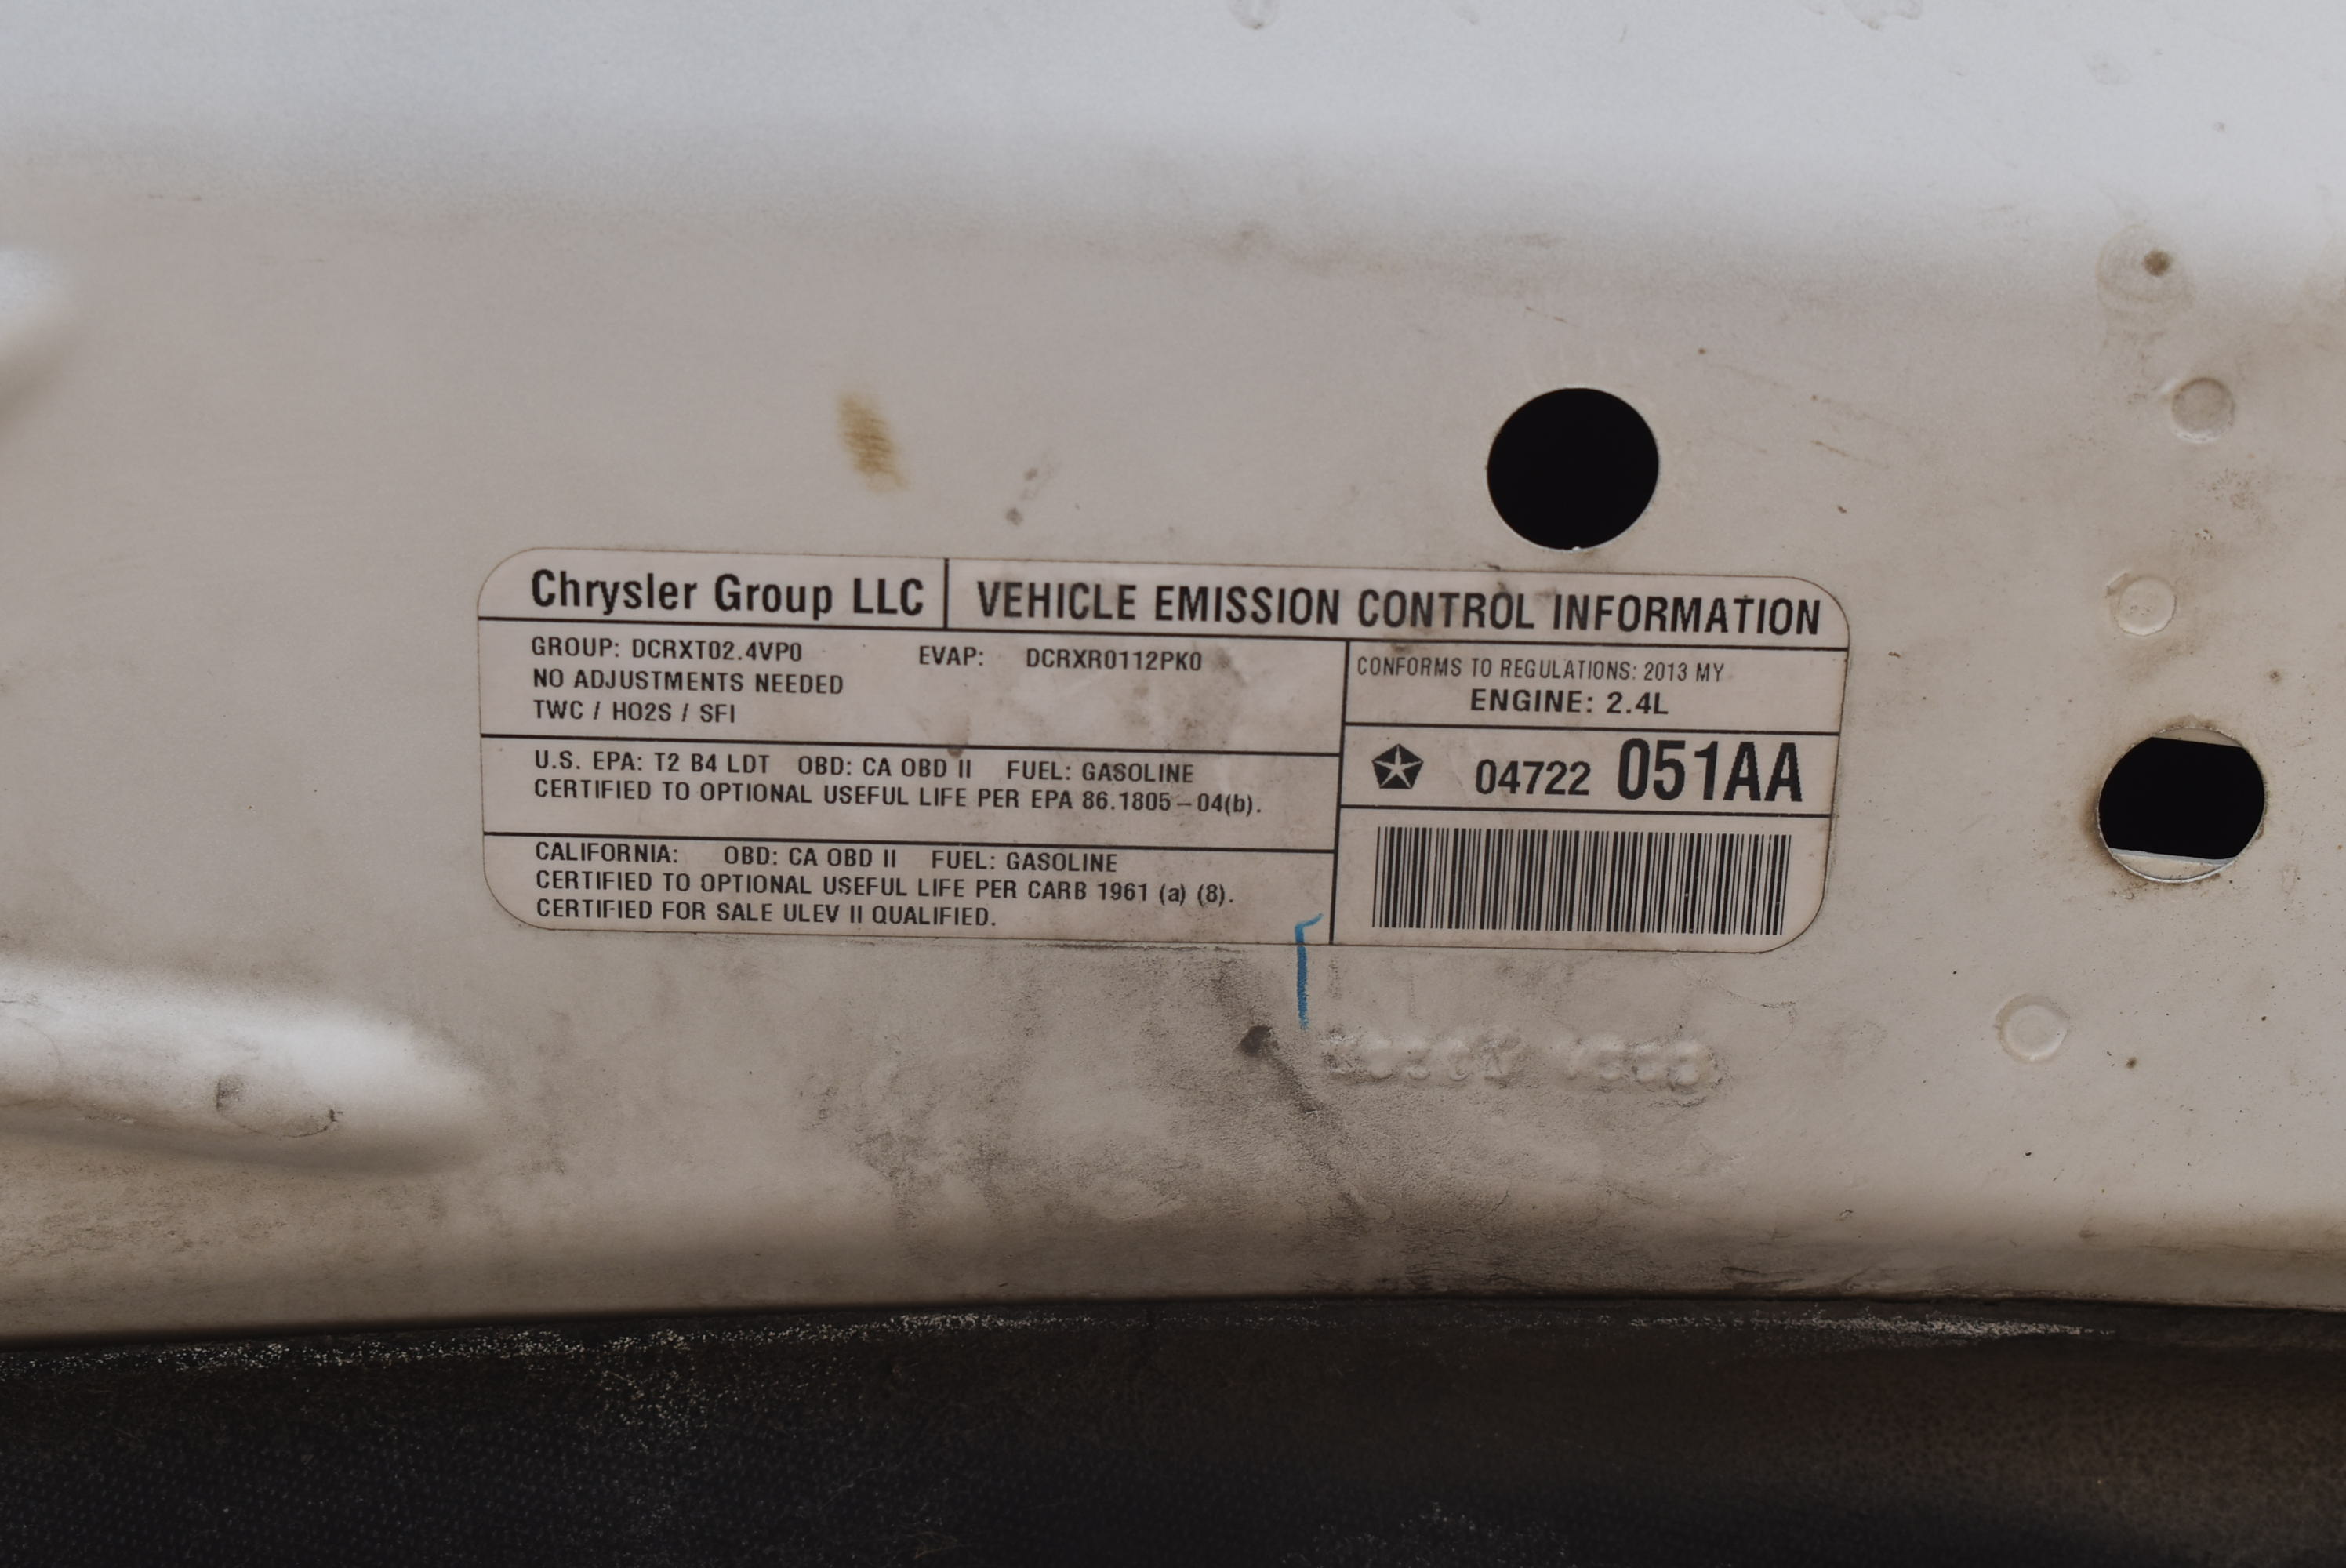 Chrysler Group LLC
VEHICLE EMISSION CONTROL INFORMATION
GROUP: DCRXT02.4VP0 EVAP: DCRXR0112PK0
NO ADJUSTMENTS NEEDED
TWC / HO2S / SFI
CONFORMS TO REGULATIONS: 2013 MY
ENGINE: 2.4L
U.S. EPA: T2 B4 LDT OBD: CA OBD II FUEL: GASOLINE
CERTIFIED TO OPTIONAL USEFUL LIFE PER EPA 86.1805–04(b).
04722 051AA
CALIFORNIA: OBD: CA OBD II FUEL: GASOLINE
CERTIFIED TO OPTIONAL USEFUL LIFE PER CARB 1961 (a) (8).
CERTIFIED FOR SALE ULEV II QUALIFIED.